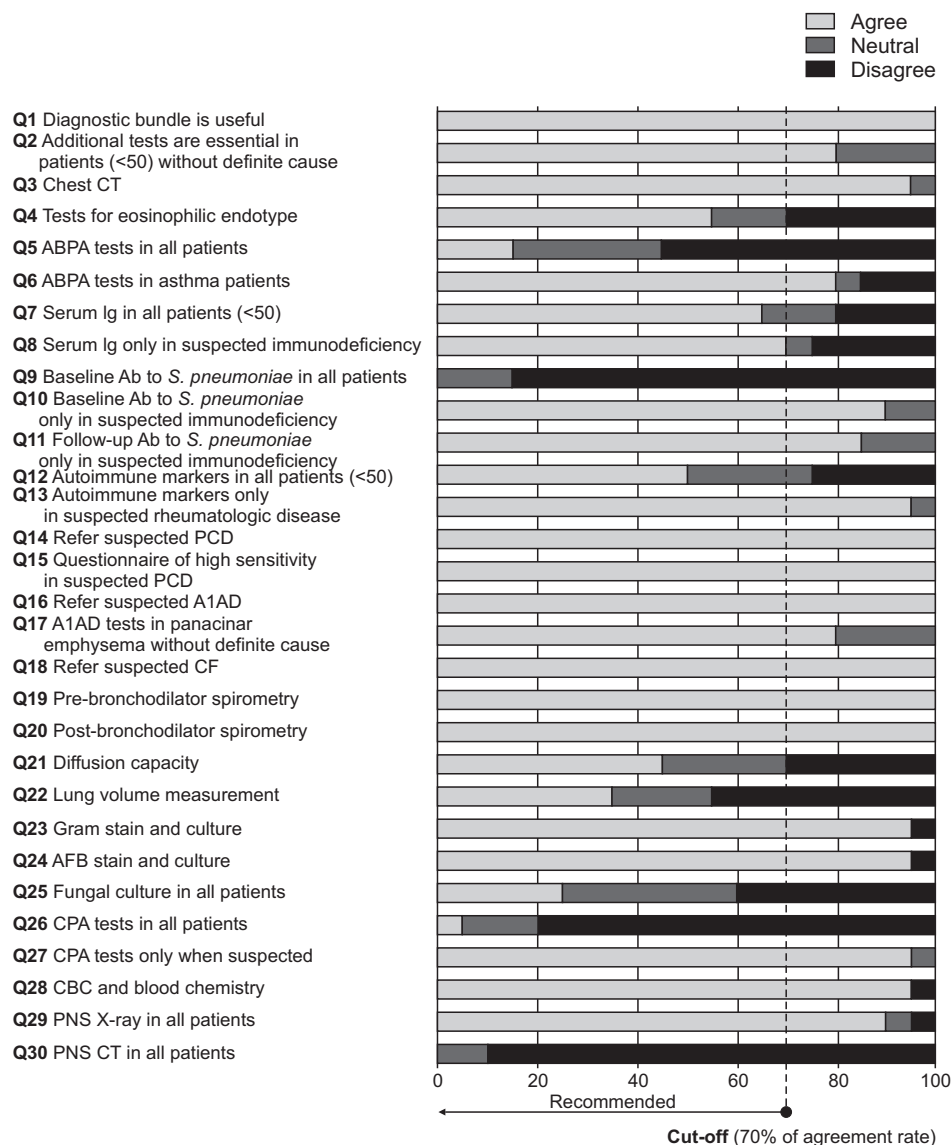 Agree
Neutral
Disagree
Q1 Diagnostic bundle is useful
Q2 Additional tests are essential in
patients (<50) without definite cause
Q3 Chest CT
Q4 Tests for eosinophilic endotype
Q5 ABPA tests in all patients
Q6 ABPA tests in asthma patients
Q7 Serum Ig in all patients (<50)
Q8 Serum Ig only in suspected immunodeficiency
Q9 Baseline Ab to S. pneumoniae in all patients
Q10 Baseline Ab to S. pneumoniae
only in suspected immunodeficiency
Q11 Follow-up Ab to S. pneumoniae
only in suspected immunodeficiency
Q12 Autoimmune markers in all patients (<50)
Q13 Autoimmune markers only
in suspected rheumatologic disease
Q14 Refer suspected PCD
Q15 Questionnaire of high sensitivity
in suspected PCD
Q16 Refer suspected A1AD
Q17 A1AD tests in panacinar
emphysema without definite cause
Q18 Refer suspected CF
Q19 Pre-bronchodilator spirometry
Q20 Post-bronchodilator spirometry
Q21 Diffusion capacity
Q22 Lung volume measurement
Q23 Gram stain and culture
Q24 AFB stain and culture
Q25 Fungal culture in all patients
Q26 CPA tests in all patients
Q27 CPA tests only when suspected
Q28 CBC and blood chemistry
Q29 PNS X-ray in all patients
Q30 PNS CT in all patients
0 20 40 60 80 100
Recommended
Cut-off (70% of agreement rate)